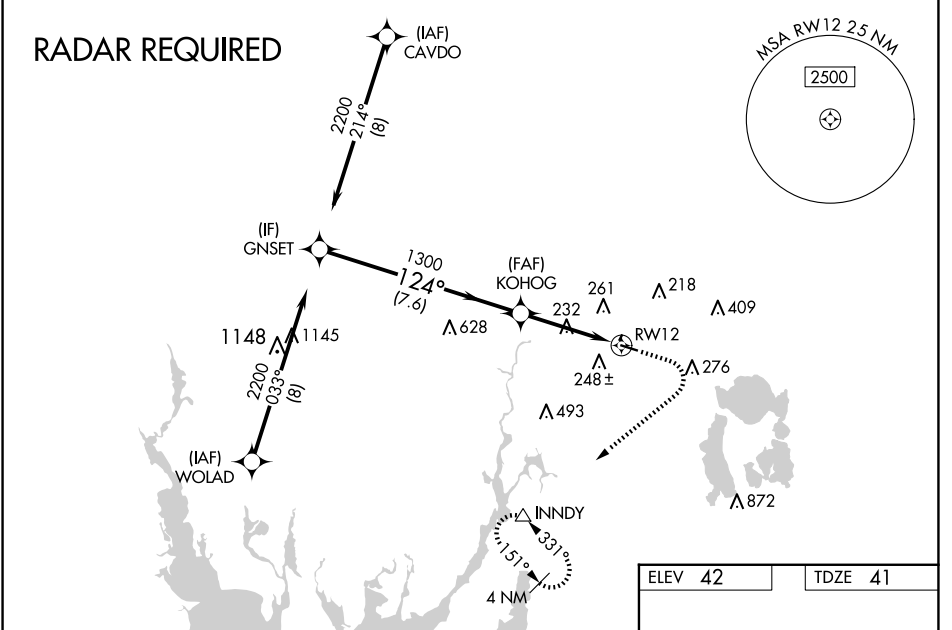 RADAR REQUIRED
(IAF)
CAVDO
MSA RW12 25 NM
2500
2200
214°
(8)
(IF)
GNSET
1300
124°
(7.6)
(FAF)
KOHOG
261
218
409
232
628
RW12
1148
1145
276
248±
2200
033°
(8)
493
(IAF)
WOLAD
872
INNDY
331°
151°
4 NM
ELEV 42
TDZE 41